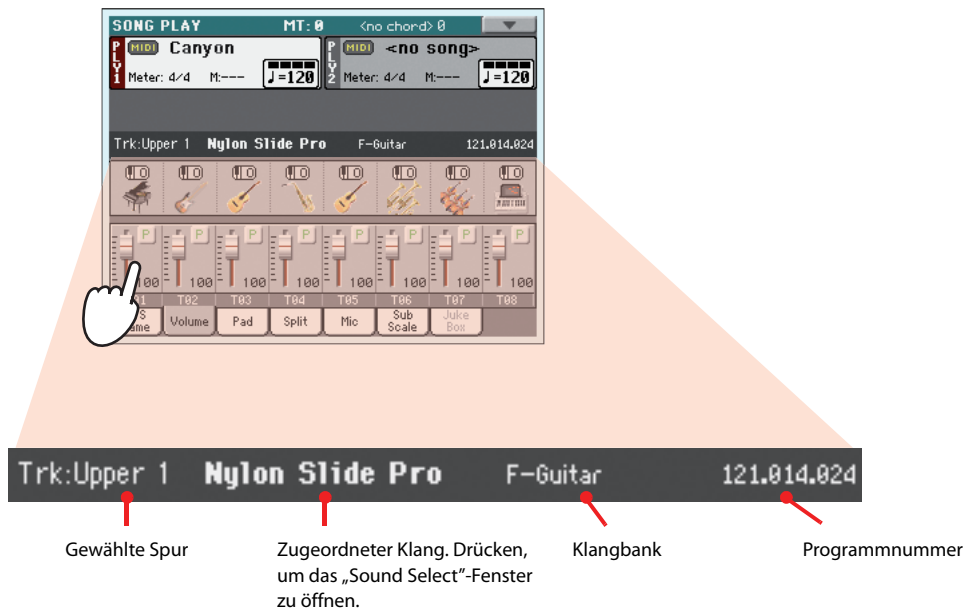 SONG PLAY MT: 0 <no chord> 0
PLY1 MIDI Canyon PLY2 MIDI <no song>
Meter: 4/4 M:--- ♩=120 Meter: 4/4 M:--- ♩=120
Trk:Upper 1 Nylon Slide Pro F-Guitar 121.014.024
P P P P P P P P
100 100 100 100 100 100 100 100
T02 T03 T04 T05 T06 T07 T08
Volume Pad Split Mic Sub Scale Juke Box
Trk:Upper 1 Nylon Slide Pro F-Guitar 121.014.024
Gewählte Spur
Zugeordneter Klang. Drücken,
um das „Sound Select"-Fenster
zu öffnen.
Klangbank
Programmnummer